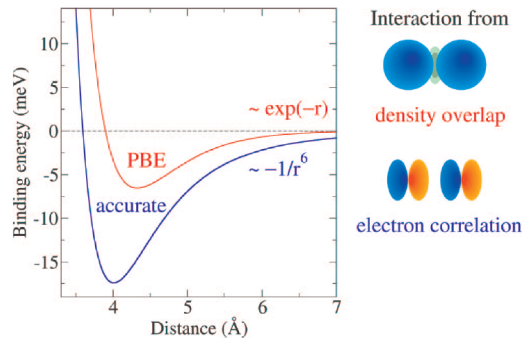 Binding energy (meV)
10
5
0
-5
-10
-15
4
5
6
7
Distance (Å)
~ exp(-r)
PBE
~ -1/r⁶
accurate
Interaction from
density overlap
electron correlation